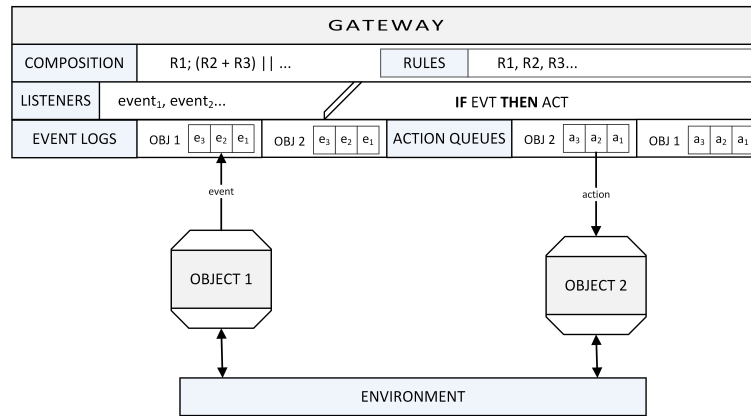 GATEWAY
COMPOSITION R1; (R2 + R3) || ... RULES R1, R2, R3...
LISTENERS event₁, event₂... IF EVT THEN ACT
EVENT LOGS OBJ 1 e₃ e₂ e₁ OBJ 2 e₃ e₂ e₁ ACTION QUEUES OBJ 2 a₃ a₂ a₁ OBJ 1 a₃ a₂ a₁
event action
OBJECT 1 OBJECT 2
ENVIRONMENT